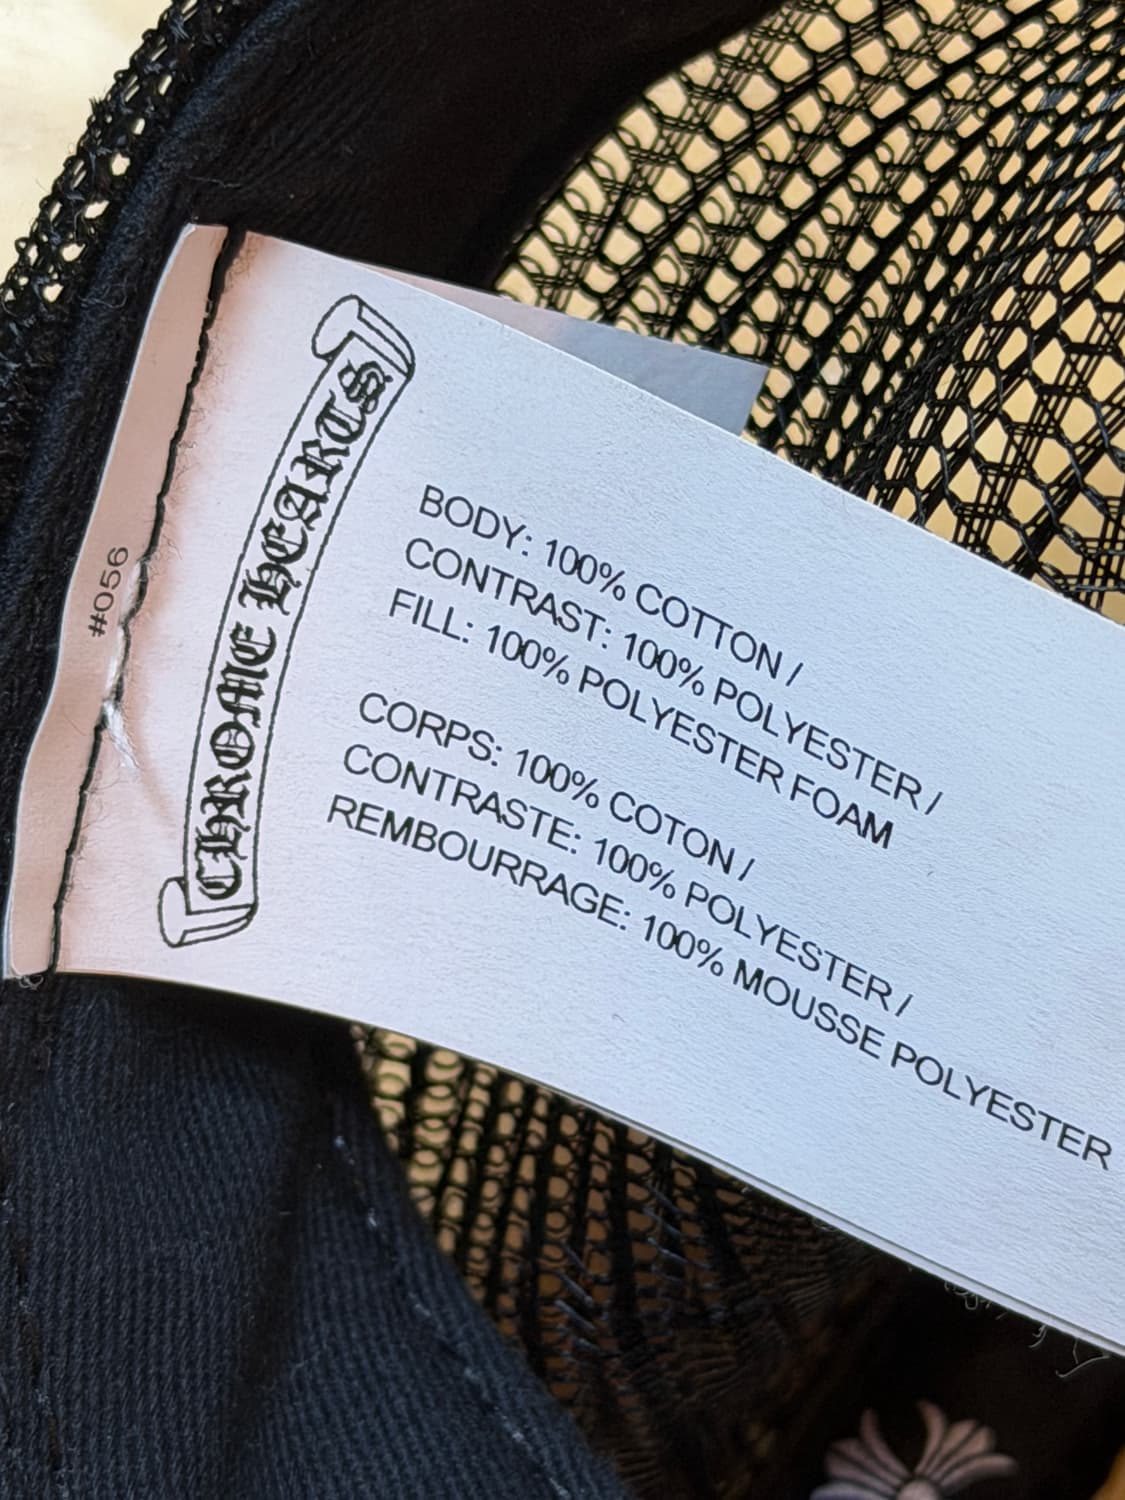 #056
CHROME HEARTS
BODY: 100% COTTON /
CONTRAST: 100% POLYESTER /
FILL: 100% POLYESTER FOAM
CORPS: 100% COTON /
CONTRASTE: 100% POLYESTER /
REMBOURRAGE: 100% MOUSSE POLYESTER